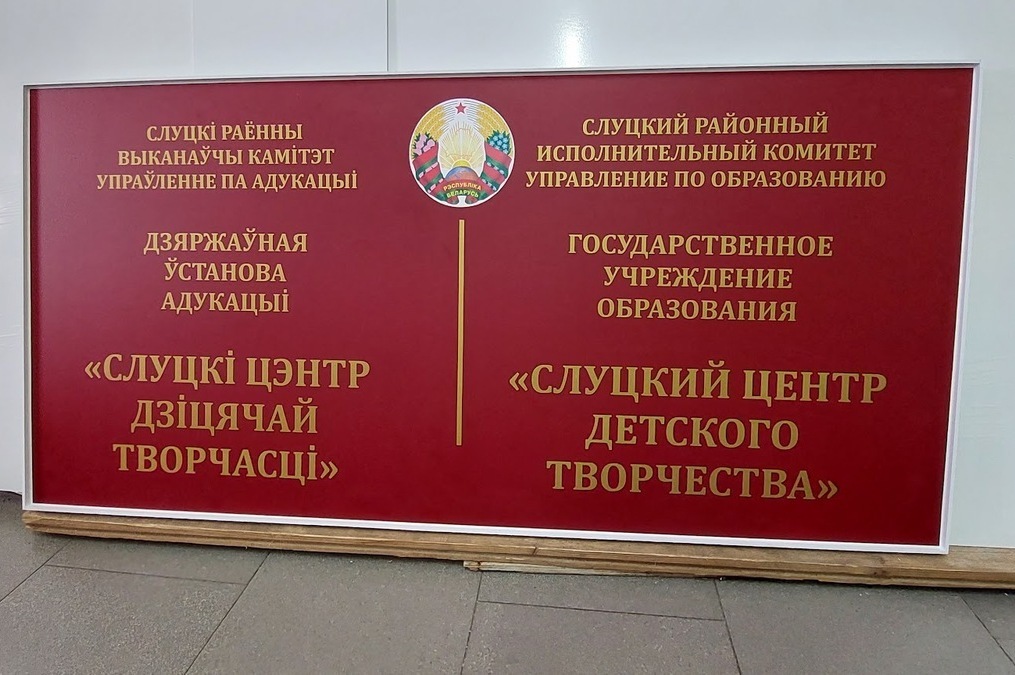 СЛУЦКІ РАЁННЫ
ВЫКАНАЎЧЫ КАМІТЭТ
УПРАЎЛЕННЕ ПА АДУКАЦЫІ
ДЗЯРЖАЎНАЯ
ЎСТАНОВА
АДУКАЦЫІ
«СЛУЦКІ ЦЭНТР
ДЗІЦЯЧАЙ
ТВОРЧАСЦІ»
РЭСПУБЛІКА
БЕЛАРУСЬ
СЛУЦКИЙ РАЙОННЫЙ
ИСПОЛНИТЕЛЬНЫЙ КОМИТЕТ
УПРАВЛЕНИЕ ПО ОБРАЗОВАНИЮ
ГОСУДАРСТВЕННОЕ
УЧРЕЖДЕНИЕ
ОБРАЗОВАНИЯ
«СЛУЦКИЙ ЦЕНТР
ДЕТСКОГО
ТВОРЧЕСТВА»